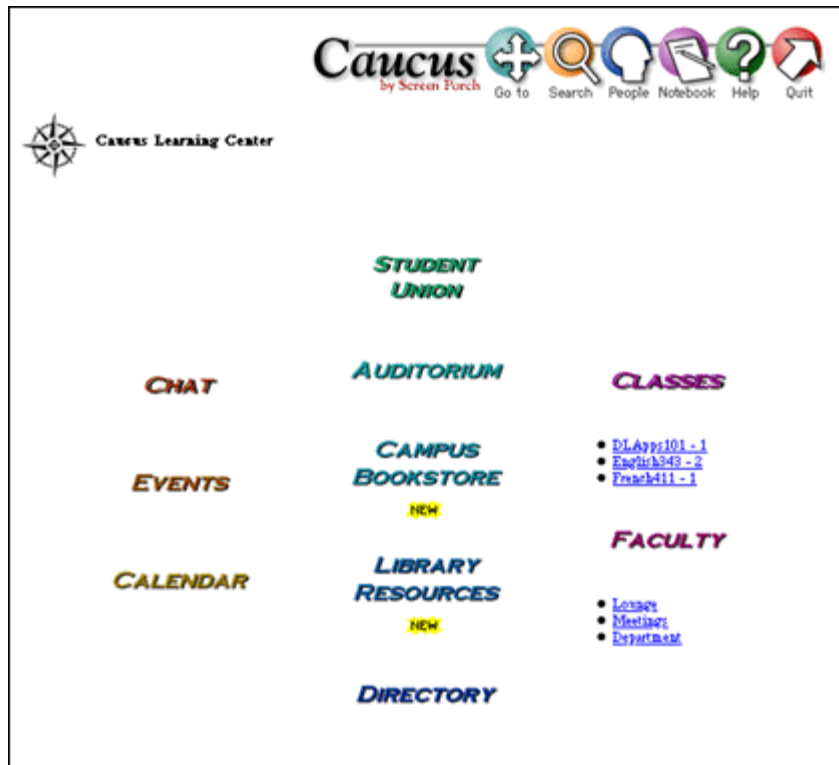 Caucus
by Screen Porch
Go to Search People Notebook Help Quit
Caucus Learning Center
STUDENT
UNION
CHAT
AUDITORIUM
CLASSES
CAMPUS
BOOKSTORE
NEW
DLApps101 - 1
English343 - 2
French411 - 1
EVENTS
FACULTY
CALENDAR
LIBRARY
RESOURCES
NEW
Lounge
Meetings
Department
DIRECTORY